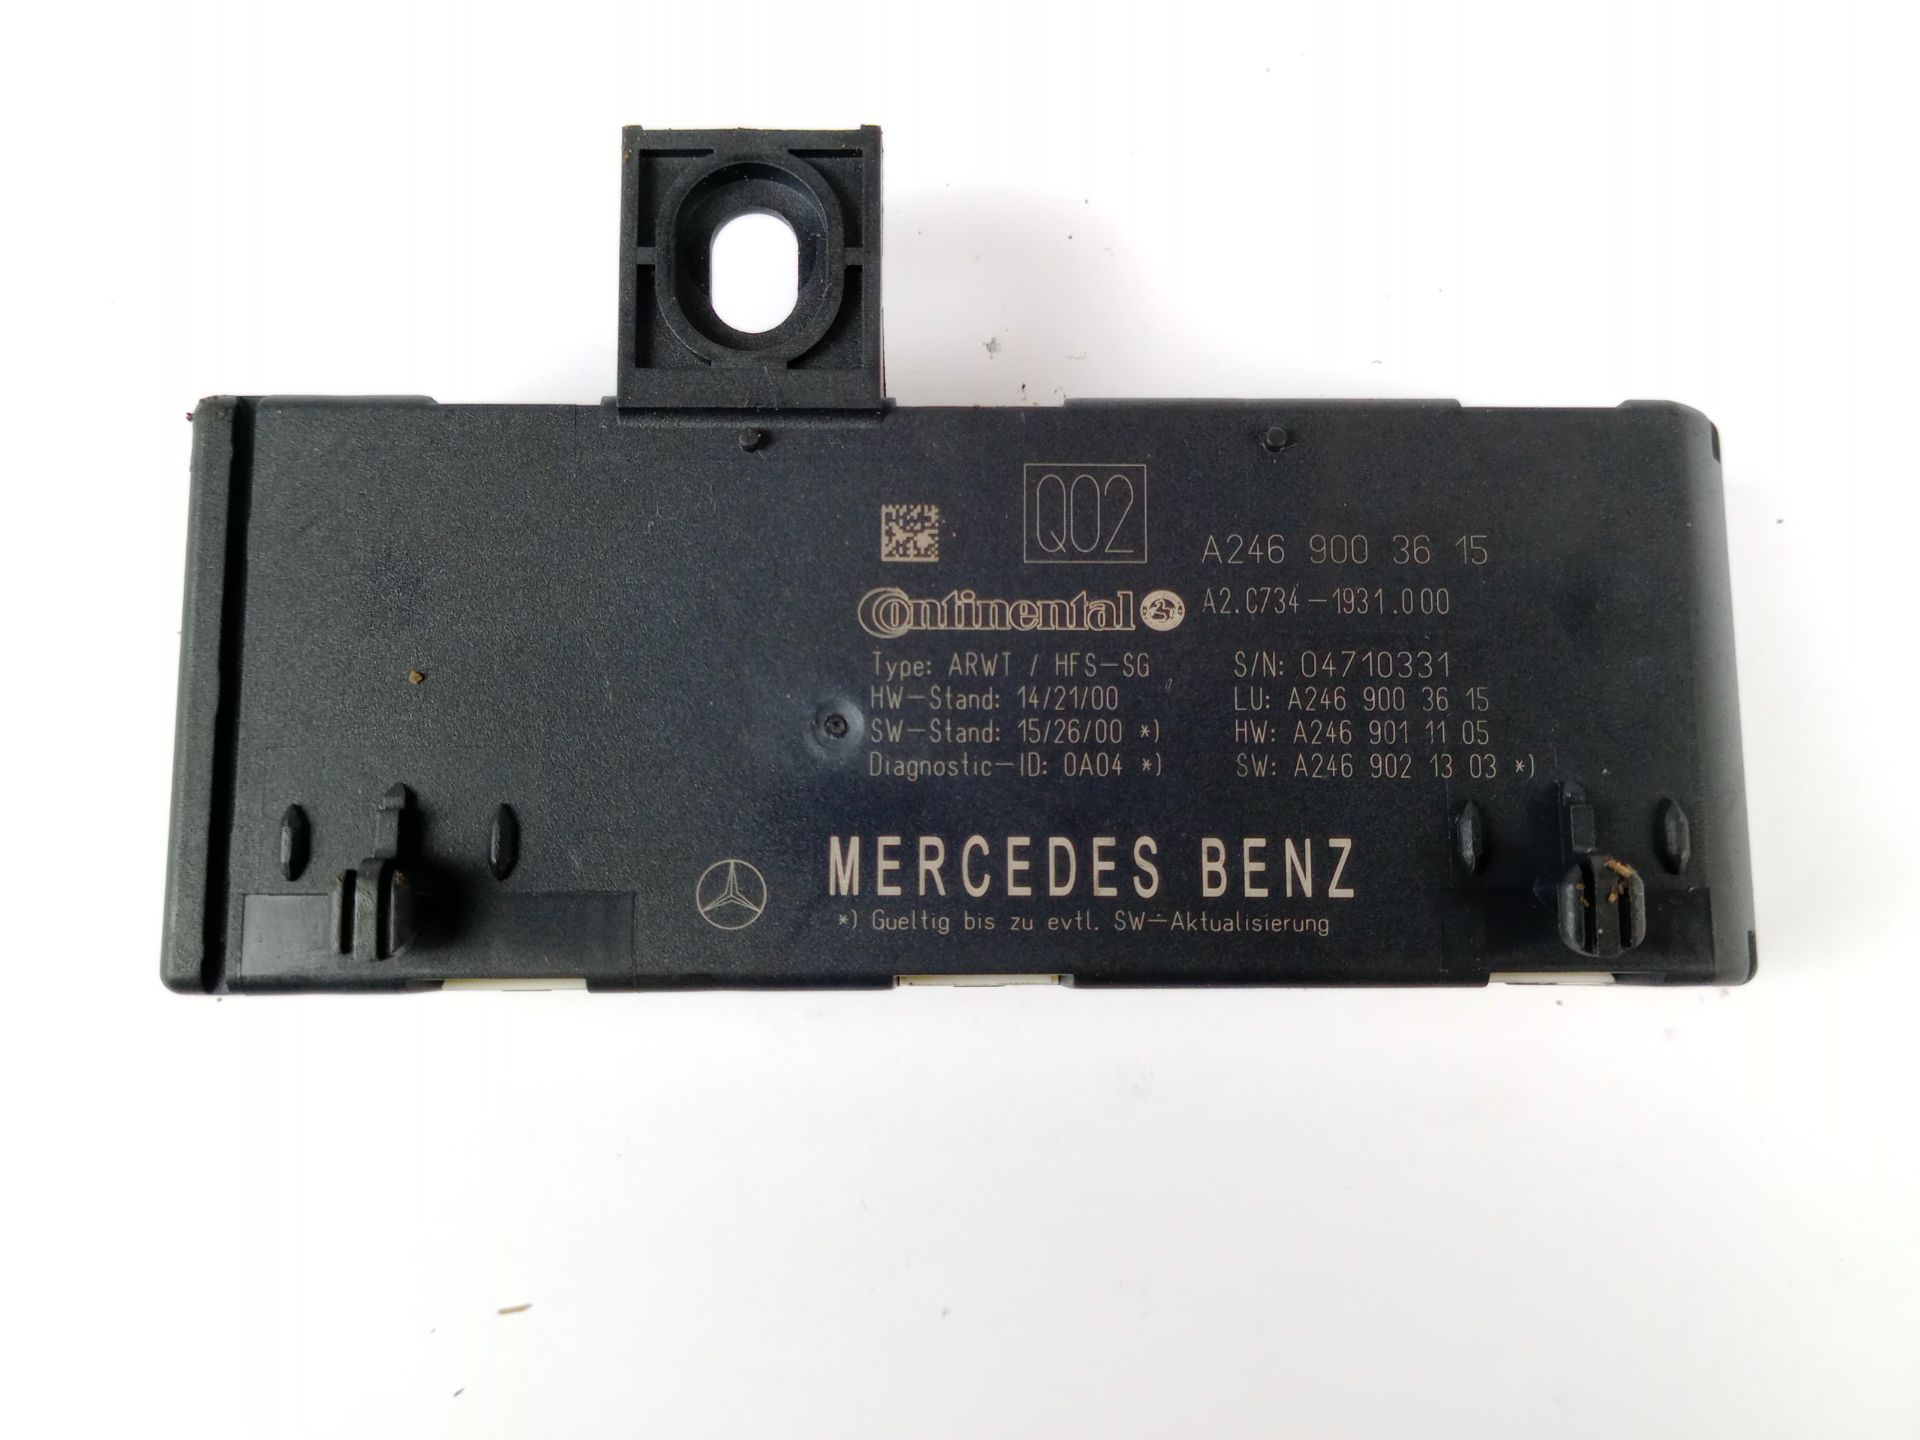 Q02
A246 900 36 15
Continental
A2.C734-1931.000
Type: ARWT / HFS-SG
S/N: 04710331
HW-Stand: 14/21/00
LU: A246 900 36 15
SW-Stand: 15/26/00 *)
HW: A246 901 11 05
Diagnostic-ID: 0A04 *)
SW: A246 902 13 03 *)
MERCEDES BENZ
*) Gueltig bis zu evtl. SW-Aktualisierung